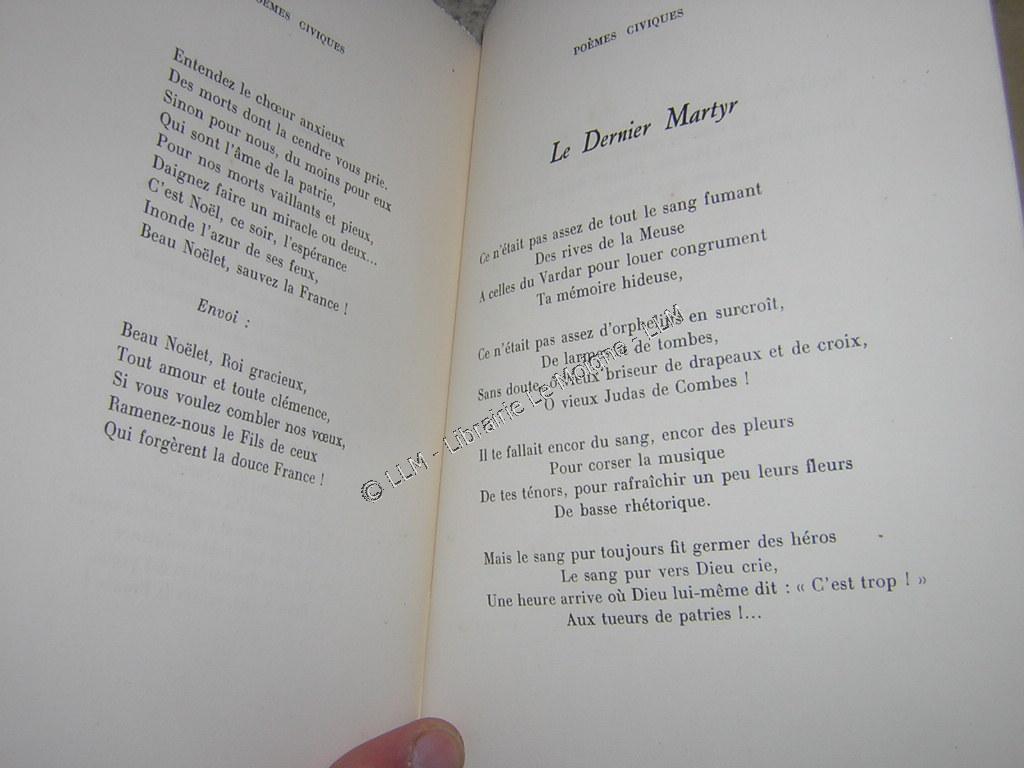 POÈMES CIVIQUES
Entendez le chœur anxieux
Des morts dont la cendre vous prie.
Sinon pour nous, du moins pour eux
Qui sont l'âme de la patrie,
Pour nos morts vaillants et pieux,
Daignez faire un miracle ou deux...
C'est Noël, ce soir, l'espérance
Inonde l'azur de ses feux,
Beau Noëlet, sauvez la France !
Envoi :
Beau Noëlet, Roi gracieux,
Tout amour et toute clémence,
Si vous voulez combler nos vœux,
Ramenez-nous le Fils de ceux
Qui forgèrent la douce France !
POÈMES CIVIQUES
Le Dernier Martyr
Ce n'était pas assez de tout le sang fumant
Des rives de la Meuse
A celles du Vardar pour louer congrument
Ta mémoire hideuse,
Ce n'était pas assez d'orphelins en surcroît,
De larmes de tombes,
Sans doute, ô vieux briseur de drapeaux et de croix,
O vieux Judas de Combes !
Il te fallait encor du sang, encor des pleurs
Pour corser la musique
De tes ténors, pour rafraîchir un peu leurs fleurs
De basse rhétorique.
Mais le sang pur toujours fit germer des héros
Le sang pur vers Dieu crie,
Une heure arrive où Dieu lui-même dit : « C'est trop ! »
Aux tueurs de patries !...
© LLM - Librairie Le Molone - LLM